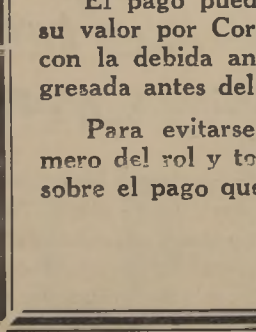 El pago pued
su valor por Cor
con la debida an
gresada antes del
Para evitarse
mero del rol y to
sobre el pago que